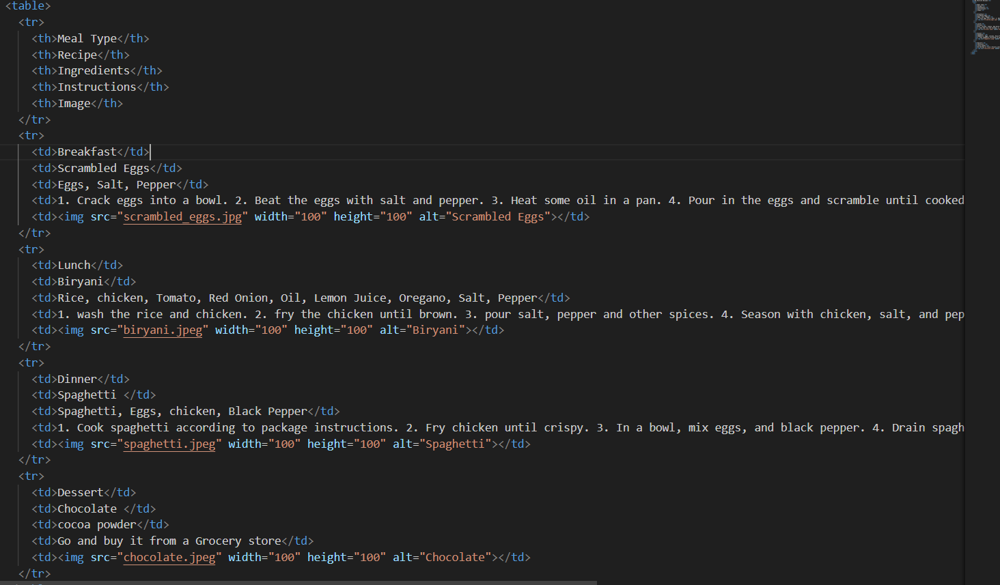 <table>
<tr>
<th>Meal Type</th>
<th>Recipe</th>
<th>Ingredients</th>
<th>Instructions</th>
<th>Image</th>
</tr>
<tr>
<td>Breakfast</td>
<td>Scrambled Eggs</td>
<td>Eggs, Salt, Pepper</td>
<td>1. Crack eggs into a bowl. 2. Beat the eggs with salt and pepper. 3. Heat some oil in a pan. 4. Pour in the eggs and scramble until cooked
<td><img src="scrambled_eggs.jpg" width="100" height="100" alt="Scrambled Eggs"></td>
</tr>
<tr>
<td>Lunch</td>
<td>Biryani</td>
<td>Rice, chicken, Tomato, Red Onion, Oil, Lemon Juice, Oregano, Salt, Pepper</td>
<td>1. wash the rice and chicken. 2. fry the chicken until brown. 3. pour salt, pepper and other spices. 4. Season with chicken, salt, and pep
<td><img src="biryani.jpeg" width="100" height="100" alt="Biryani"></td>
</tr>
<tr>
<td>Dinner</td>
<td>Spaghetti </td>
<td>Spaghetti, Eggs, chicken, Black Pepper</td>
<td>1. Cook spaghetti according to package instructions. 2. Fry chicken until crispy. 3. In a bowl, mix eggs, and black pepper. 4. Drain spagh
<td><img src="spaghetti.jpeg" width="100" height="100" alt="Spaghetti"></td>
</tr>
<tr>
<td>Dessert</td>
<td>Chocolate </td>
<td>cocoa powder</td>
<td>Go and buy it from a Grocery store</td>
<td><img src="chocolate.jpeg" width="100" height="100" alt="Chocolate"></td>
</tr>